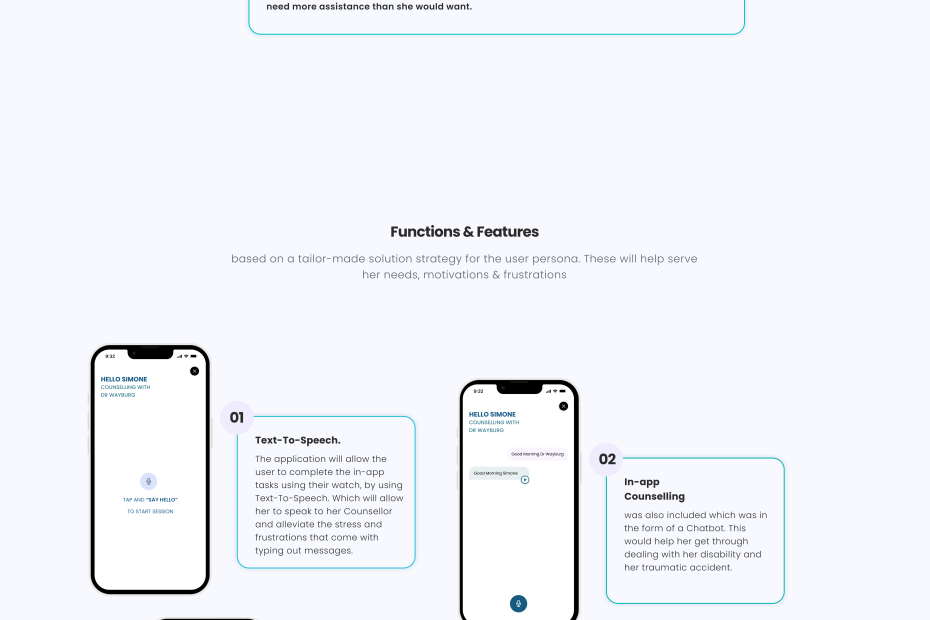 need more assistance than she would want.
Functions & Features
based on a tailor-made solution strategy for the user persona. These will help serve
her needs, motivations & frustrations
9:32
HELLO SIMONE
COUNSELLING WITH
DR WAYBURG
TAP AND "SAY HELLO"
TO START SESSION
01
Text-To-Speech.
The application will allow the
user to complete the in-app
tasks using their watch, by using
Text-To-Speech. Which will allow
her to speak to her Counsellor
and alleviate the stress and
frustrations that come with
typing out messages.
9:32
HELLO SIMONE
COUNSELLING WITH
DR WAYBURG
Good Morning Dr Wayburg
Good Morning Simone
02
In-app
Counselling
was also included which was in
the form of a Chatbot. This
would help her get through
dealing with her disability and
her traumatic accident.